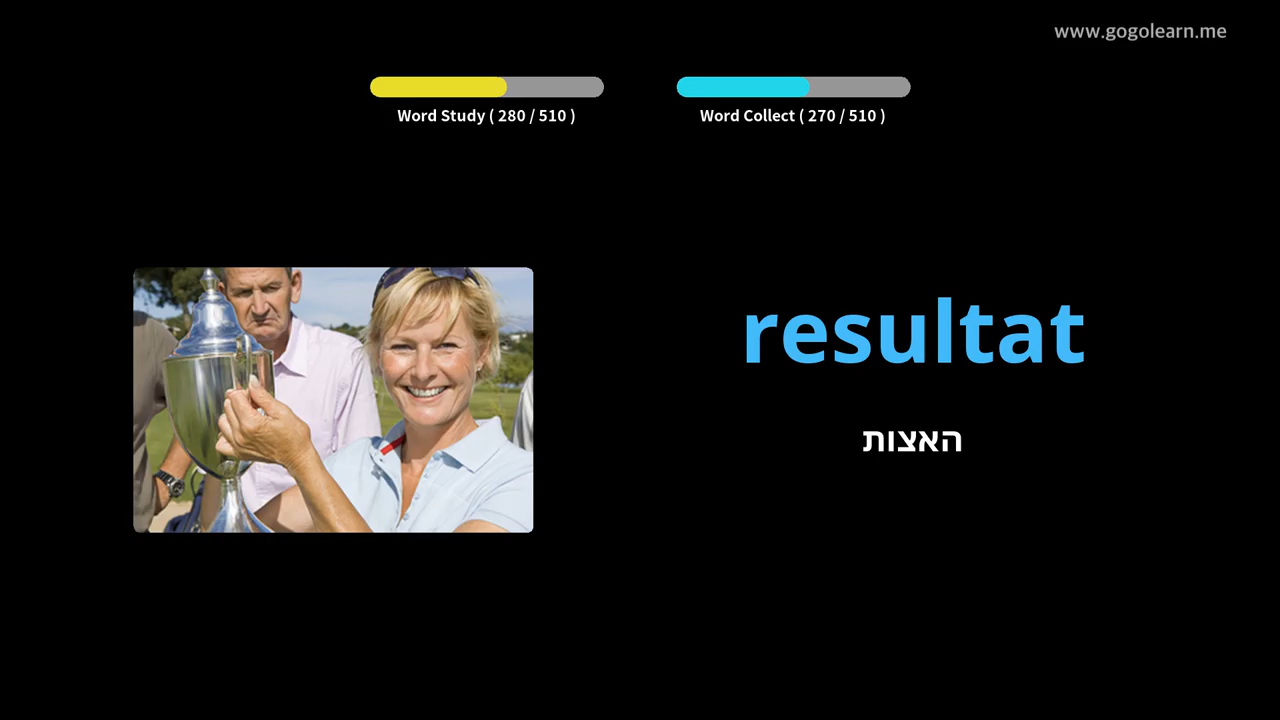 www.gogolearn.me
Word Study ( 280 / 510 )
Word Collect ( 270 / 510 )
resultat
האצות